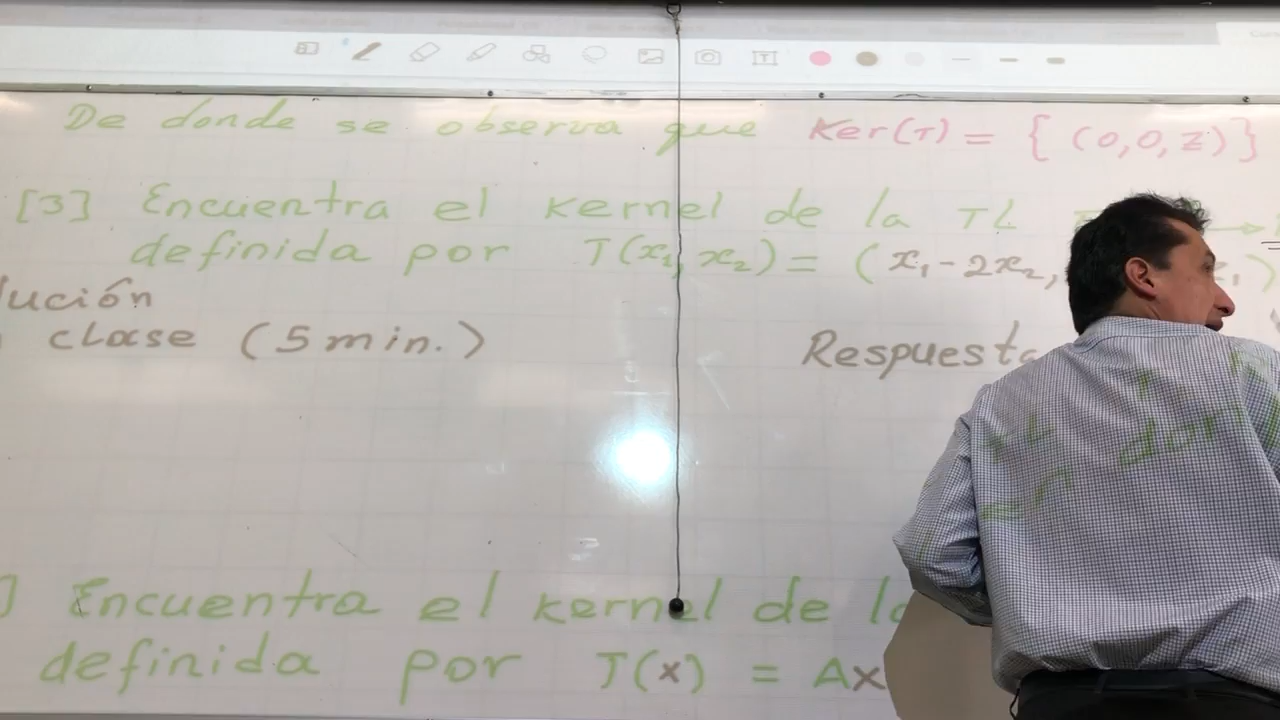 De donde se observa que Ker(T) = { (0,0,z)}
[3] Encuentra el kernel de la TL
definida por T(x₁, x₂) = (x₁ - 2x₂, x₁)
lución
clase (5 min.)
Respuesta
Encuentra el kernel de la
definida por T(x) = Ax